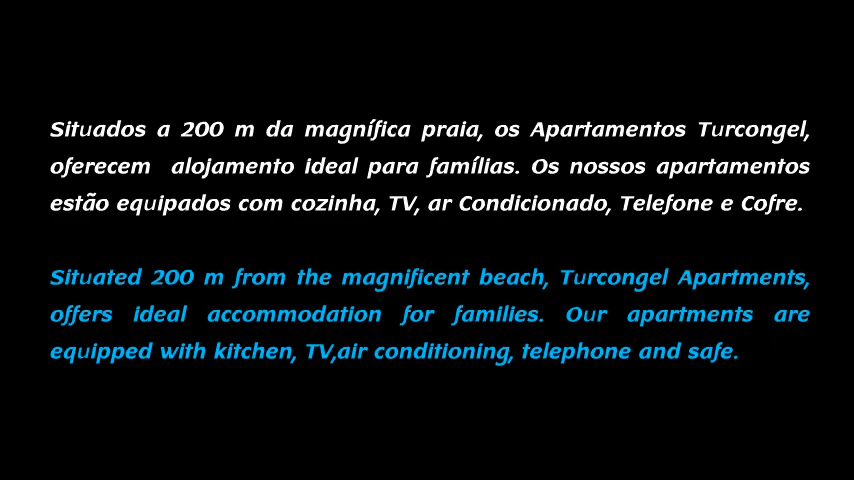 Situados a 200 m da magnífica praia, os Apartamentos Turcongel,
oferecem alojamento ideal para famílias. Os nossos apartamentos
estão equipados com cozinha, TV, ar Condicionado, Telefone e Cofre.
Situated 200 m from the magnificent beach, Turcongel Apartments,
offers ideal accommodation for families. Our apartments are
equipped with kitchen, TV,air conditioning, telephone and safe.